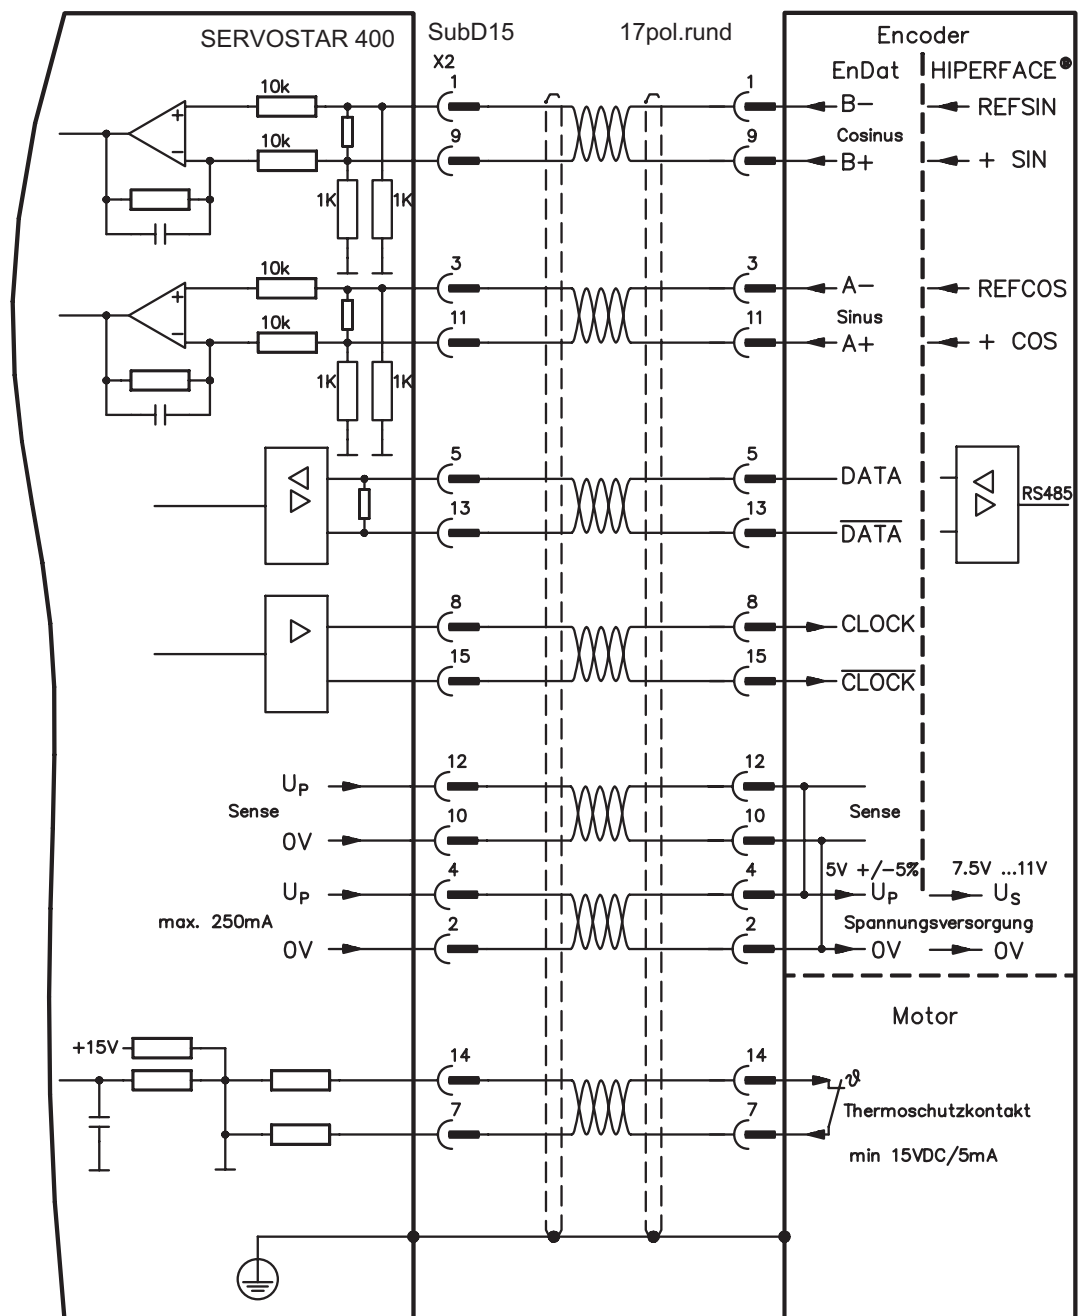 SERVOSTAR 400 SubD15 17pol.rund Encoder
X2 EnDat HIPERFACE®
10k 1 1 B− REFSIN
10k 9 9 Cosinus B+ + SIN
1K 1K
10k 3 3 A− REFCOS
10k 11 11 Sinus A+ + COS
1K 1K
5 5 DATA
RS485
13 13 DATA
8 8 CLOCK
15 15 CLOCK
UP 12 12
Sense Sense
0V 10 10
5V +/−5% 7.5V ...11V
UP 4 4 UP US
max. 250mA Spannungsversorgung
0V 2 2 0V 0V
Motor
+15V
14 14 ϑ
7 7 Thermoschutzkontakt
min 15VDC/5mA